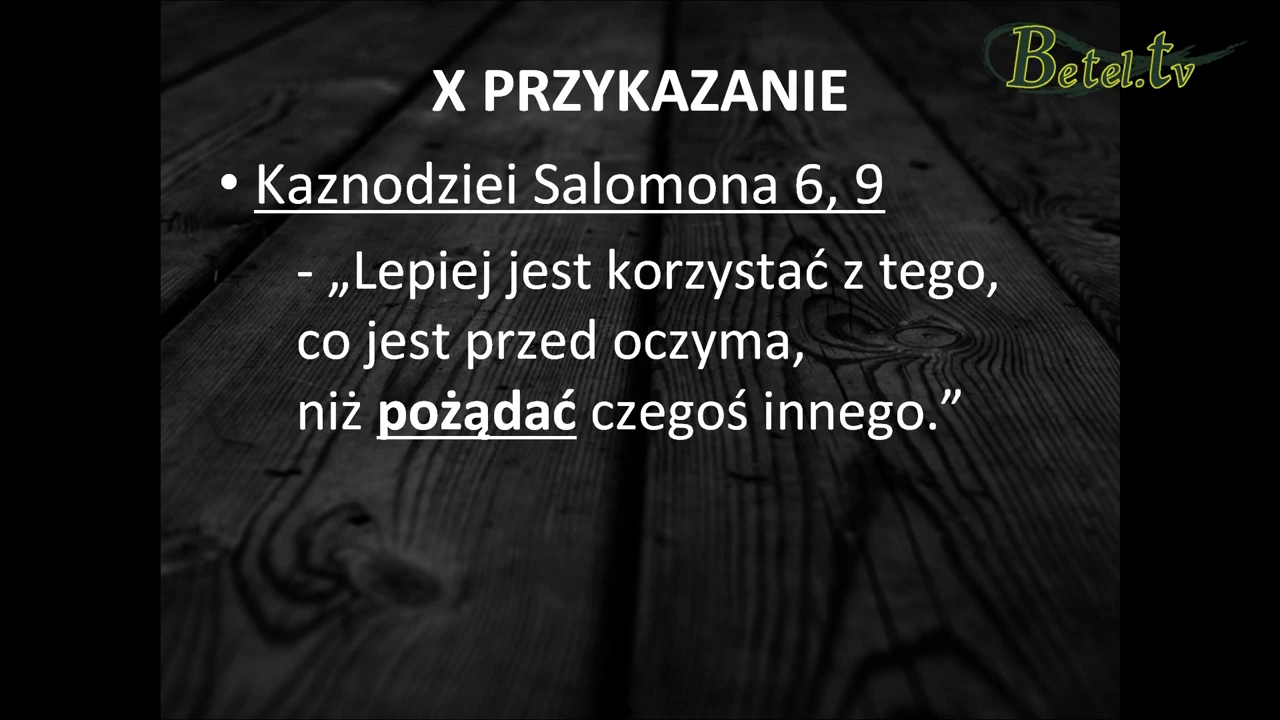 Betel.tv
X PRZYKAZANIE
• Kaznodziei Salomona 6, 9
- „Lepiej jest korzystać z tego,
co jest przed oczyma,
niż pożądać czegoś innego.”